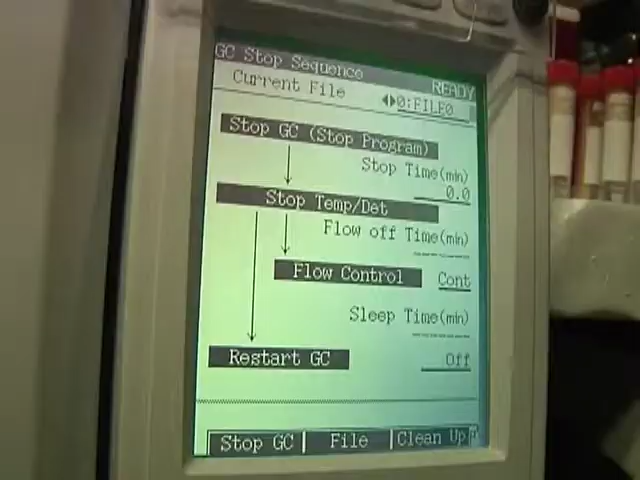 GC Stop Sequence
READY
Current File
0:FILE0
Stop GC (Stop Program)
Stop Time(min)
0.0
Stop Temp/Det
Flow off Time(min)
-----
Flow Control Cont
Sleep Time(min)
-----
Restart GC Off
Stop GC File Clean Up